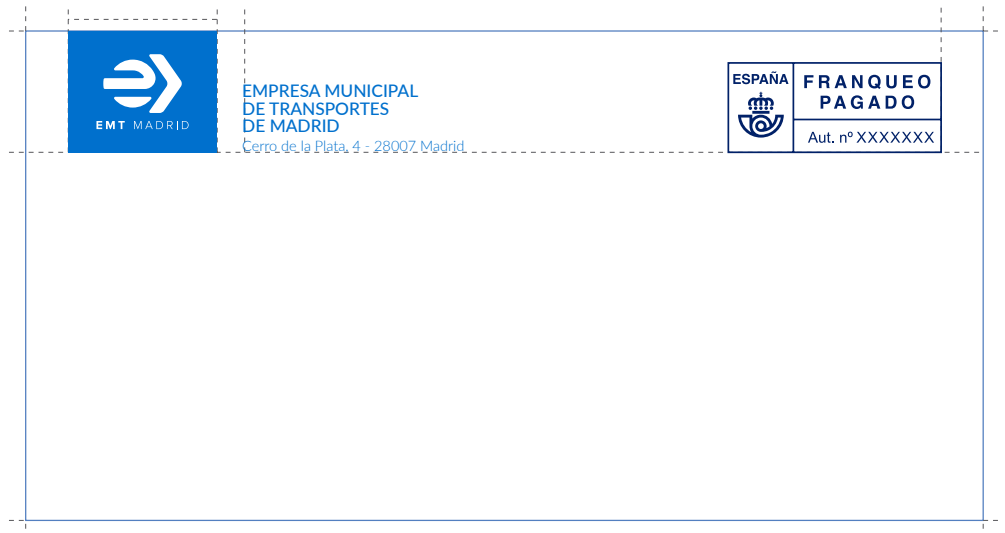 EMT MADRID
EMPRESA MUNICIPAL
DE TRANSPORTES
DE MADRID
Cerro de la Plata, 4 - 28007 Madrid
ESPAÑA
FRANQUEO
PAGADO
Aut. nº XXXXXXX